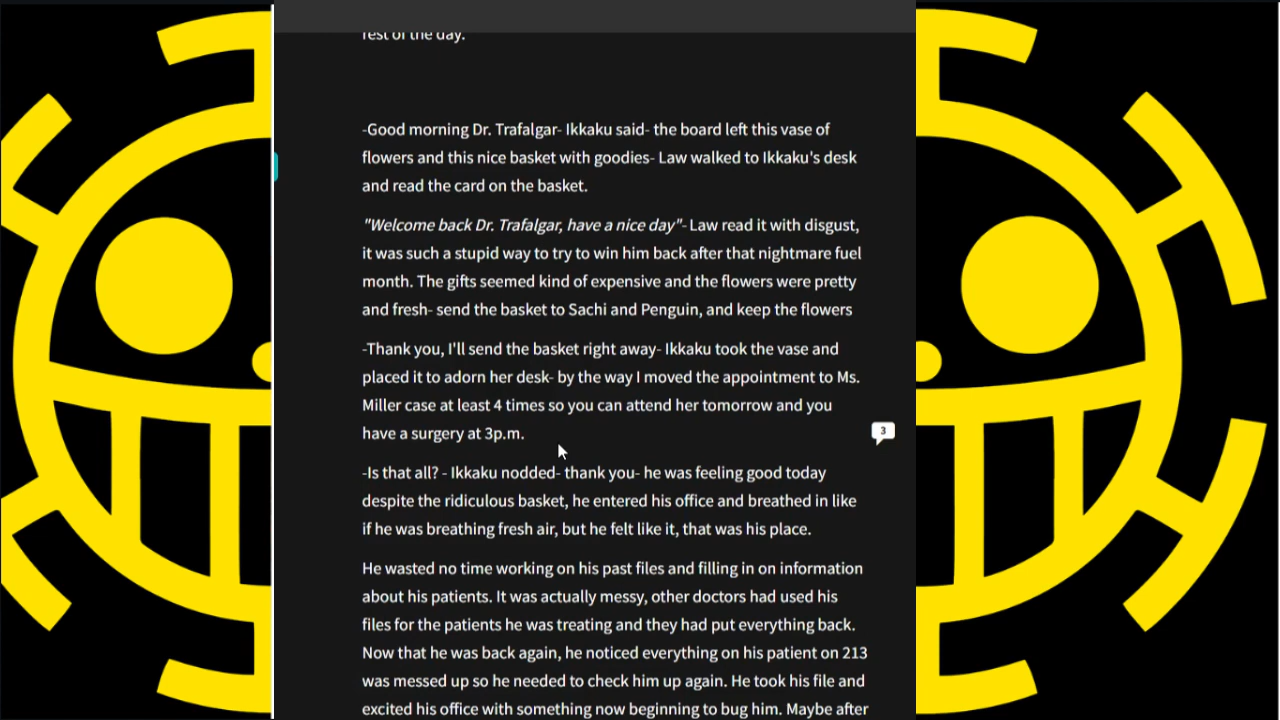 rest of the day.
-Good morning Dr. Trafalgar- Ikkaku said- the board left this vase of
flowers and this nice basket with goodies- Law walked to Ikkaku's desk
and read the card on the basket.
"Welcome back Dr. Trafalgar, have a nice day"- Law read it with disgust,
it was such a stupid way to try to win him back after that nightmare fuel
month. The gifts seemed kind of expensive and the flowers were pretty
and fresh- send the basket to Sachi and Penguin, and keep the flowers
-Thank you, I'll send the basket right away- Ikkaku took the vase and
placed it to adorn her desk- by the way I moved the appointment to Ms.
Miller case at least 4 times so you can attend her tomorrow and you
have a surgery at 3p.m.
3
-Is that all? - Ikkaku nodded- thank you- he was feeling good today
despite the ridiculous basket, he entered his office and breathed in like
if he was breathing fresh air, but he felt like it, that was his place.
He wasted no time working on his past files and filling in on information
about his patients. It was actually messy, other doctors had used his
files for the patients he was treating and they had put everything back.
Now that he was back again, he noticed everything on his patient on 213
was messed up so he needed to check him up again. He took his file and
excited his office with something now beginning to bug him. Maybe after